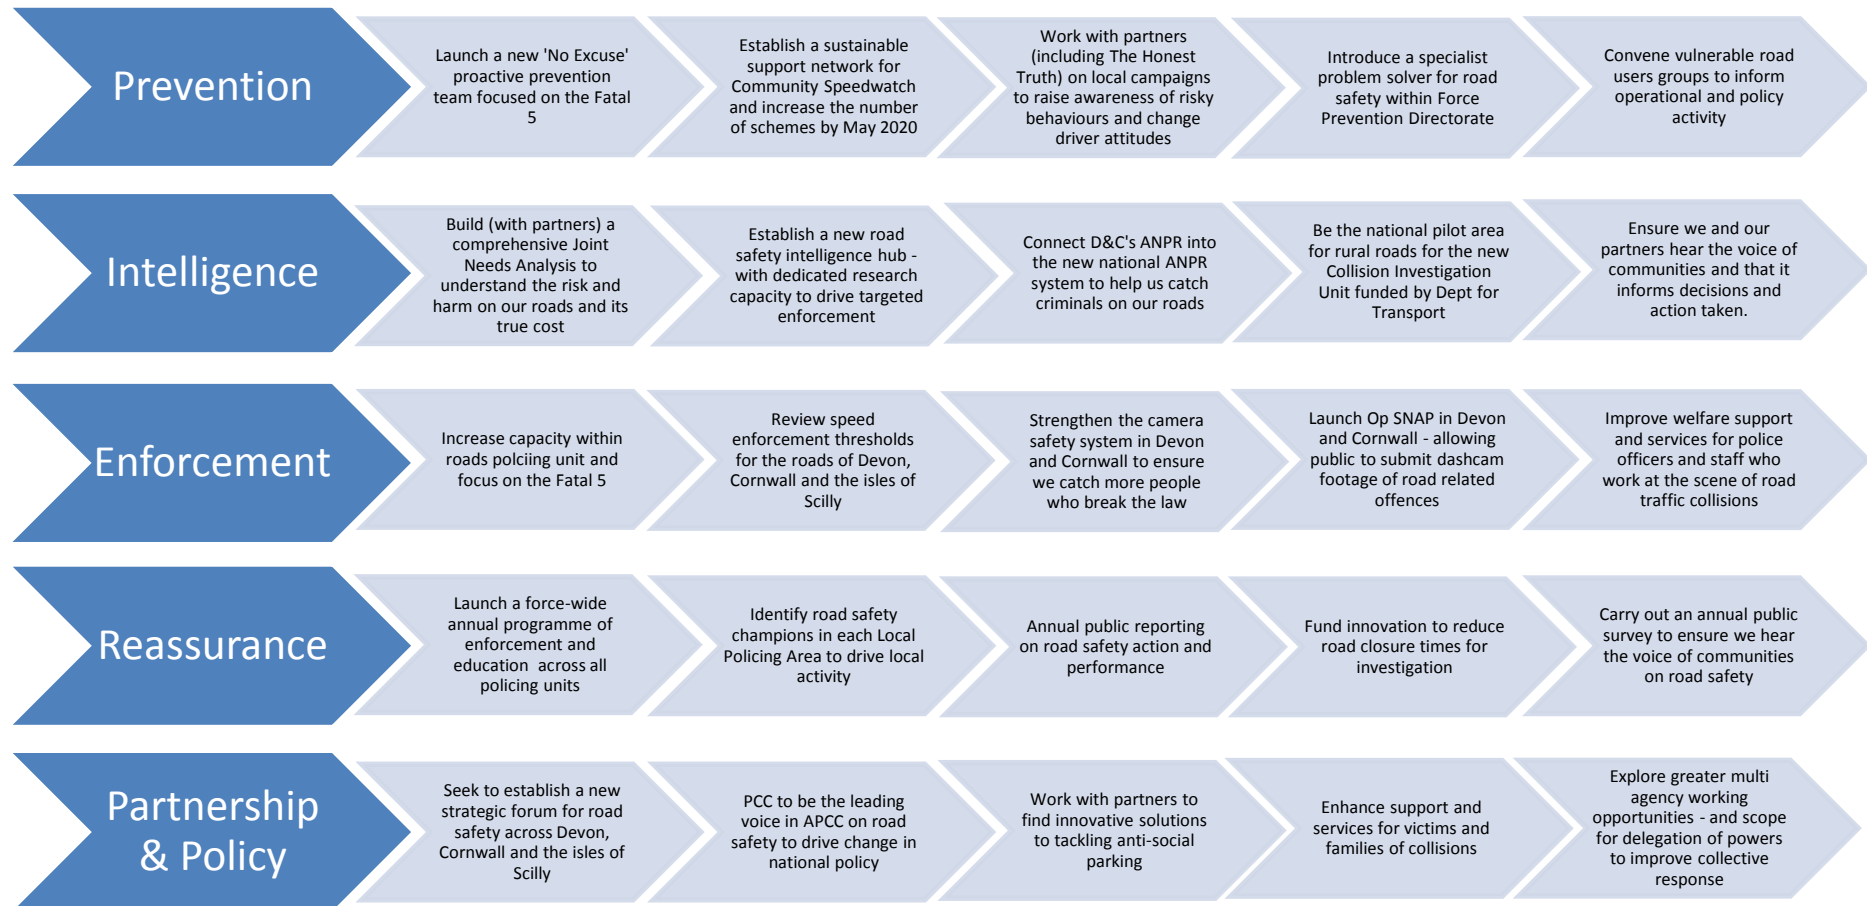 Prevention
Launch a new 'No Excuse'
proactive prevention
team focused on the Fatal
5
Establish a sustainable
support network for
Community Speedwatch
and increase the number
of schemes by May 2020
Work with partners
(including The Honest
Truth) on local campaigns
to raise awareness of risky
behaviours and change
driver attitudes
Introduce a specialist
problem solver for road
safety within Force
Prevention Directorate
Convene vulnerable road
users groups to inform
operational and policy
activity
Intelligence
Build (with partners) a
comprehensive Joint
Needs Analysis to
understand the risk and
harm on our roads and its
true cost
Establish a new road
safety intelligence hub -
with dedicated research
capacity to drive targeted
enforcement
Connect D&C's ANPR into
the new national ANPR
system to help us catch
criminals on our roads
Be the national pilot area
for rural roads for the new
Collision Investigation
Unit funded by Dept for
Transport
Ensure we and our
partners hear the voice of
communities and that it
informs decisions and
action taken.
Enforcement
Increase capacity within
roads polciing unit and
focus on the Fatal 5
Review speed
enforcement thresholds
for the roads of Devon,
Cornwall and the isles of
Scilly
Strengthen the camera
safety system in Devon
and Cornwall to ensure
we catch more people
who break the law
Launch Op SNAP in Devon
and Cornwall - allowing
public to submit dashcam
footage of road related
offences
Improve welfare support
and services for police
officers and staff who
work at the scene of road
traffic collisions
Reassurance
Launch a force-wide
annual programme of
enforcement and
education across all
policing units
Identify road safety
champions in each Local
Policing Area to drive local
activity
Annual public reporting
on road safety action and
performance
Fund innovation to reduce
road closure times for
investigation
Carry out an annual public
survey to ensure we hear
the voice of communities
on road safety
Partnership
& Policy
Seek to establish a new
strategic forum for road
safety across Devon,
Cornwall and the isles of
Scilly
PCC to be the leading
voice in APCC on road
safety to drive change in
national policy
Work with partners to
find innovative solutions
to tackling anti-social
parking
Enhance support and
services for victims and
families of collisions
Explore greater multi
agency working
opportunities - and scope
for delegation of powers
to improve collective
response